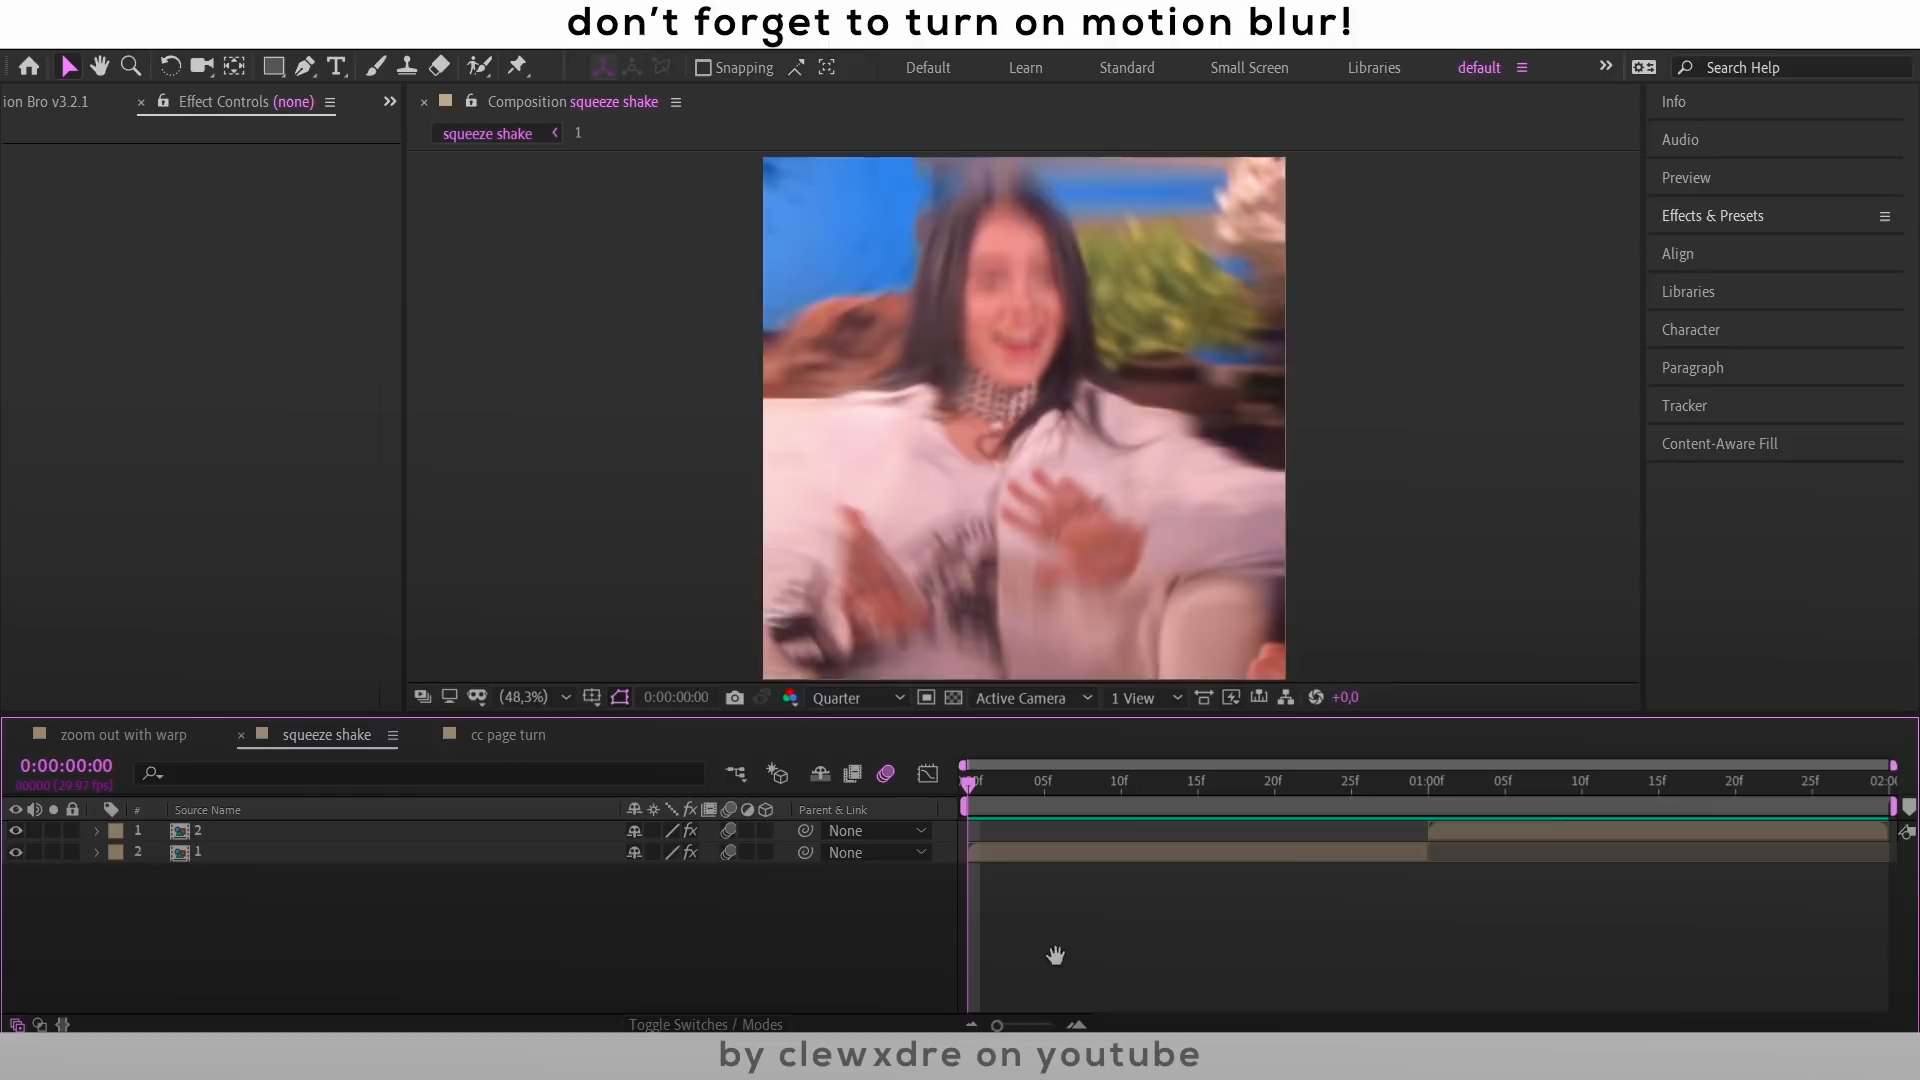 don't forget to turn on motion blur!
Snapping
Default
Learn
Standard
Small Screen
Libraries
default
Search Help
ion Bro v3.2.1
Effect Controls (none)
Composition squeeze shake
squeeze shake
1
Info
Audio
Preview
Effects & Presets
Align
Libraries
Character
Paragraph
Tracker
Content-Aware Fill
(48,3%)
0:00:00:00
Quarter
Active Camera
1 View
+0,0
zoom out with warp
squeeze shake
cc page turn
0:00:00:00
00000 (29.97 fps)
05f 10f 15f 20f 25f 01:00f 05f 10f 15f 20f 25f
# Source Name
Parent & Link
1 2 None
2 1 None
Toggle Switches / Modes
by clewxdre on youtube